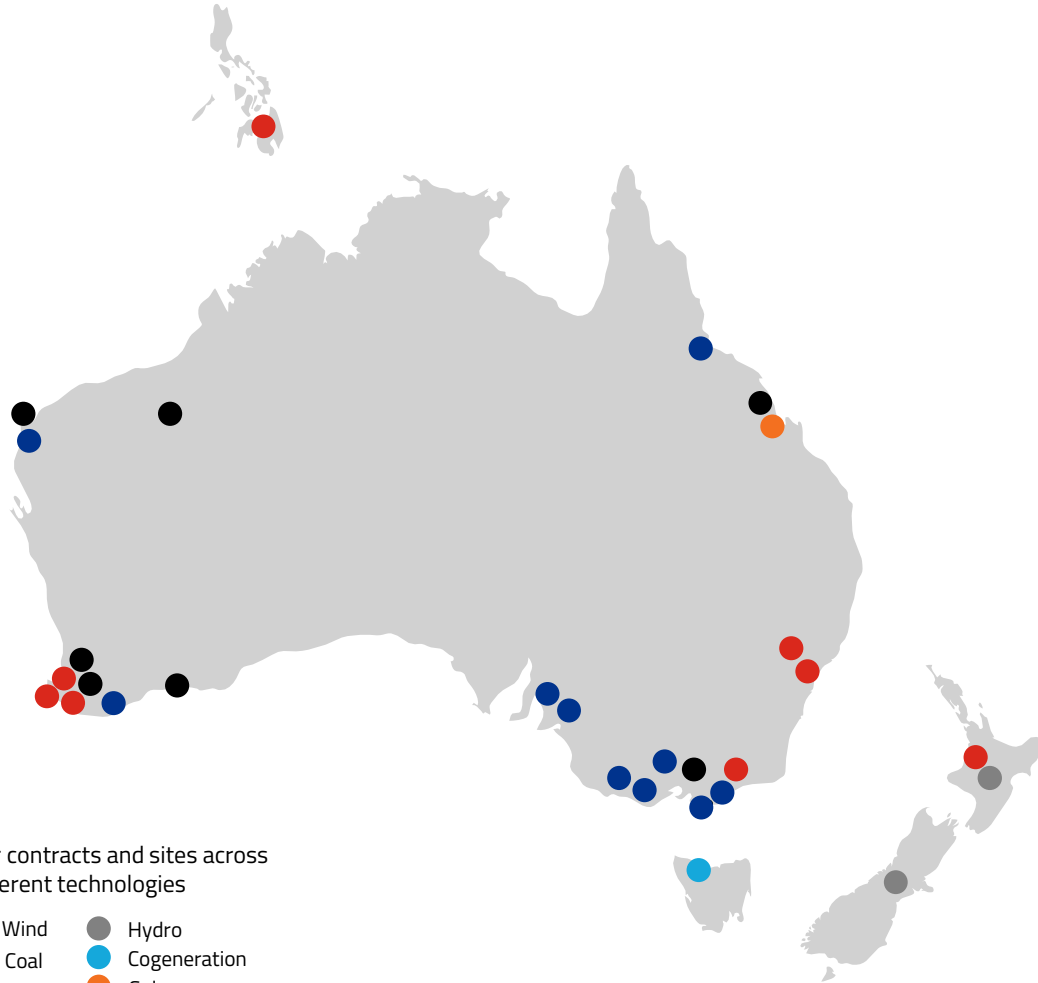 contracts and sites across
erent technologies
Wind
Coal
Hydro
Cogeneration